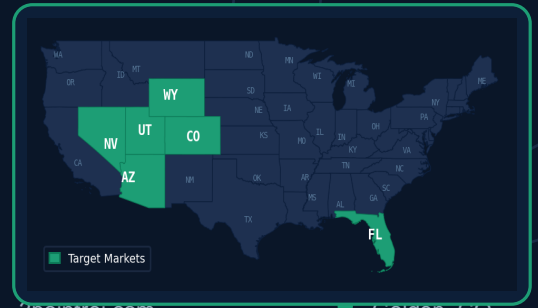 WA
MT
ND
MN
ME
OR
ID
WI
MI
SD
WY
NE
IA
NY
PA
NV
UT
CO
KS
MO
IL
IN
OH
KY
VA
CA
AZ
NM
OK
AR
TN
NC
SC
MS
AL
GA
TX
FL
Target Markets